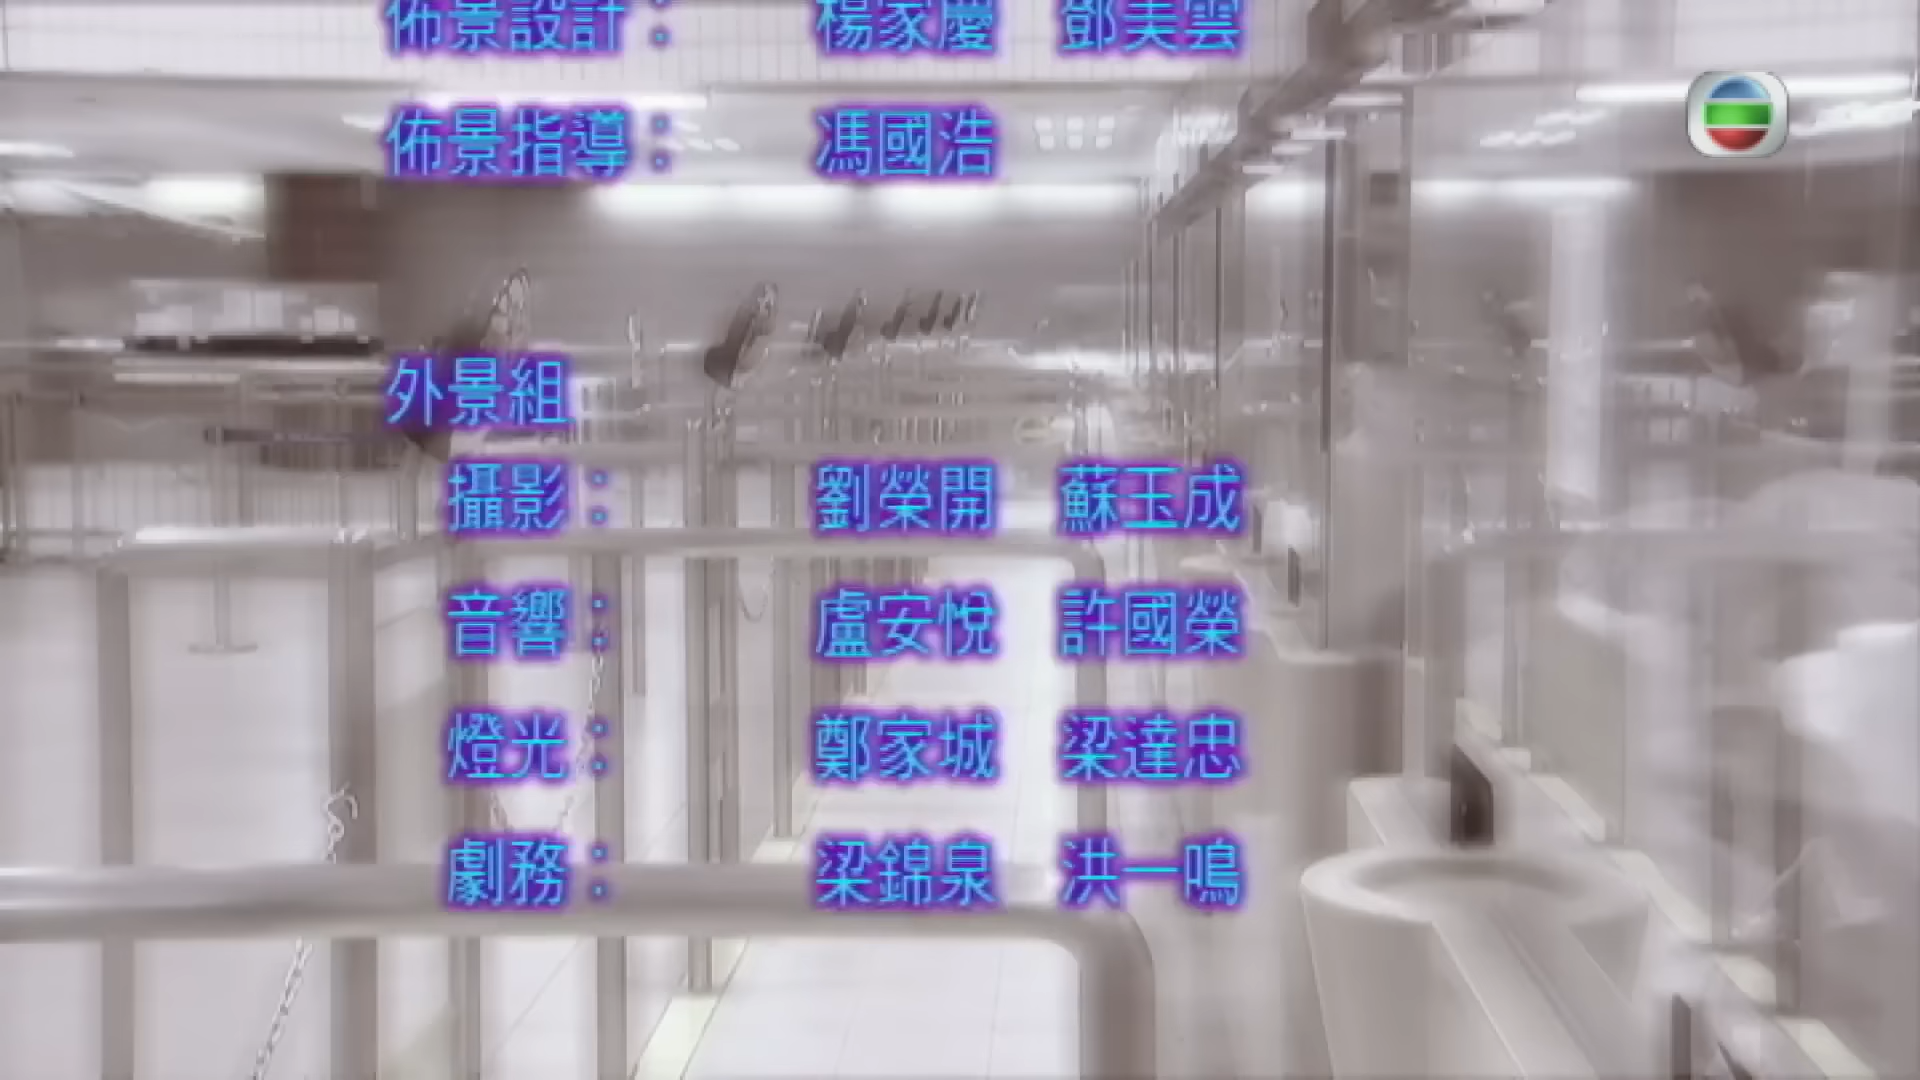 佈景設計： 楊家慶 鄧美雲
佈景指導： 馮國浩
外景組
攝影： 劉榮開 蘇玉成
音響： 盧安悅 許國榮
燈光： 鄭家城 梁達忠
劇務： 梁錦泉 洪一鳴